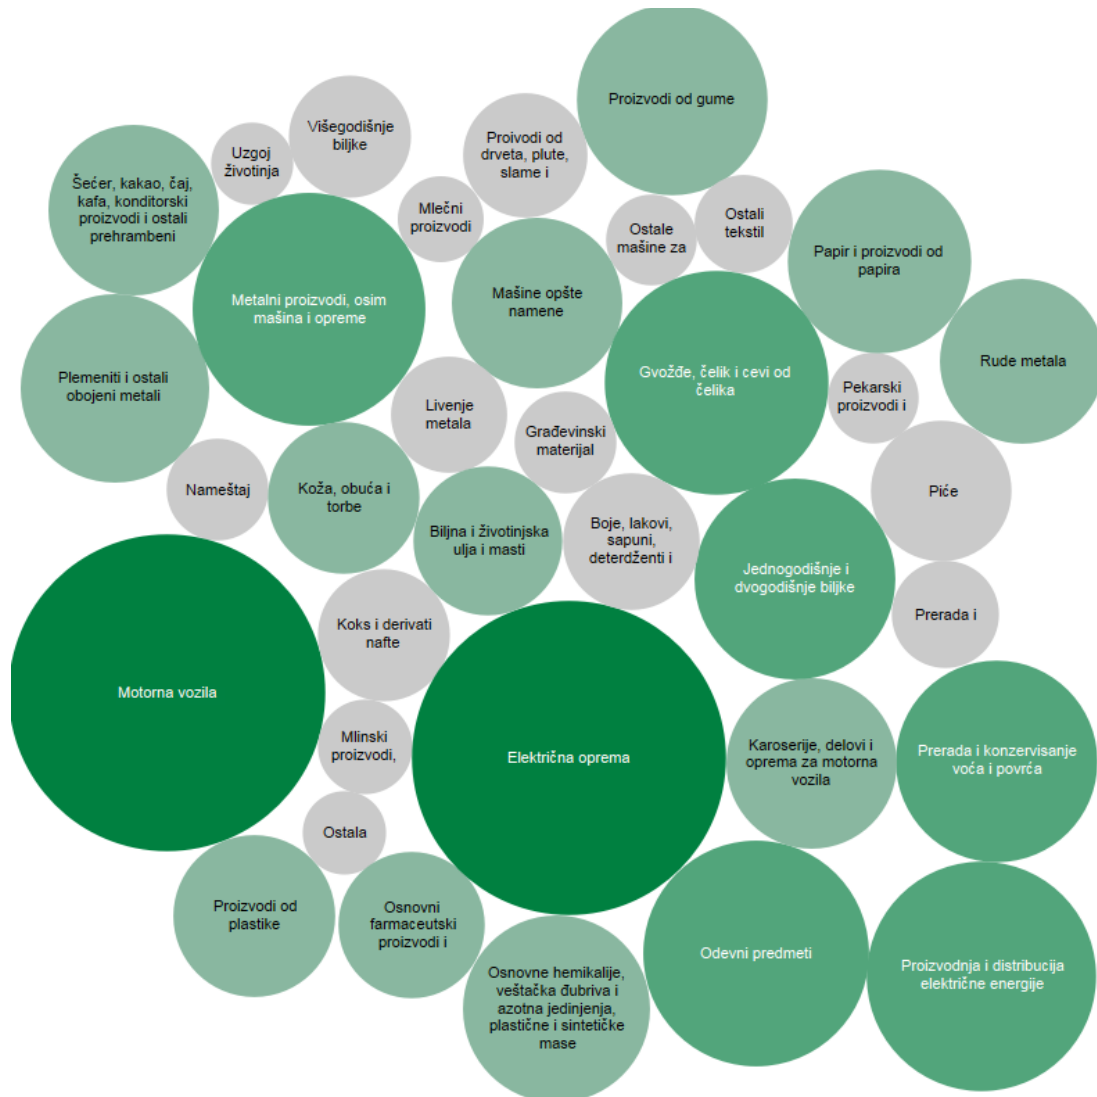 Proizvodi od gume
Višegodišnje
biljke
Proivodi od
drveta, plute,
slame i
Uzgoj
životinja
Šećer, kakao, čaj,
kafa, konditorski
proizvodi i ostali
prehrambeni
Mlečni
proizvodi
Ostale
mašine za
Ostali
tekstil
Papir i proizvodi od
papira
Metalni proizvodi, osim
mašina i opreme
Mašine opšte
namene
Rude metala
Gvožđe, čelik i cevi od
čelika
Plemeniti i ostali
obojeni metali
Pekarski
proizvodi i
Livenje
metala
Građevinski
materijal
Nameštaj
Koža, obuća i
torbe
Piće
Biljna i životinjska
ulja i masti
Boje, lakovi,
sapuni,
deterdženti i
Jednogodišnje i
dvogodišnje biljke
Prerada i
Koks i derivati
nafte
Motorna vozila
Mlinski
proizvodi,
Električna oprema
Karoserije, delovi i
oprema za motorna
vozila
Prerada i konzervisanje
voća i povrća
Ostala
Proizvodi od
plastike
Osnovni
farmaceutski
proizvodi i
Odevni predmeti
Proizvodnja i distribucija
električne energije
Osnovne hemikalije,
veštačka đubriva i
azotna jedinjenja,
plastične i sintetičke
mase